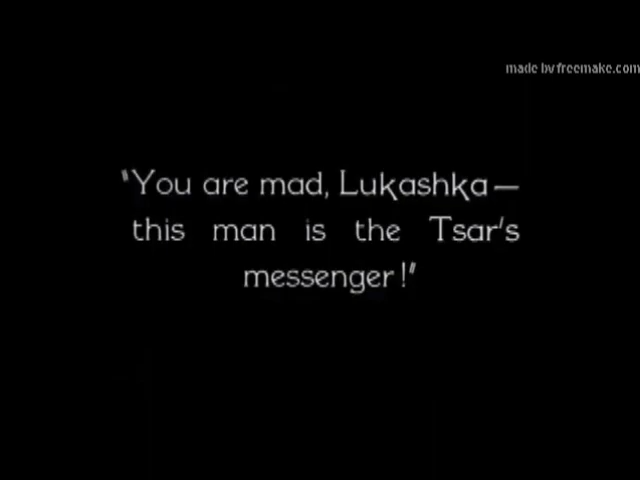 made by freemake.com
"You are mad, Lukashka—
this man is the Tsar's
messenger!"